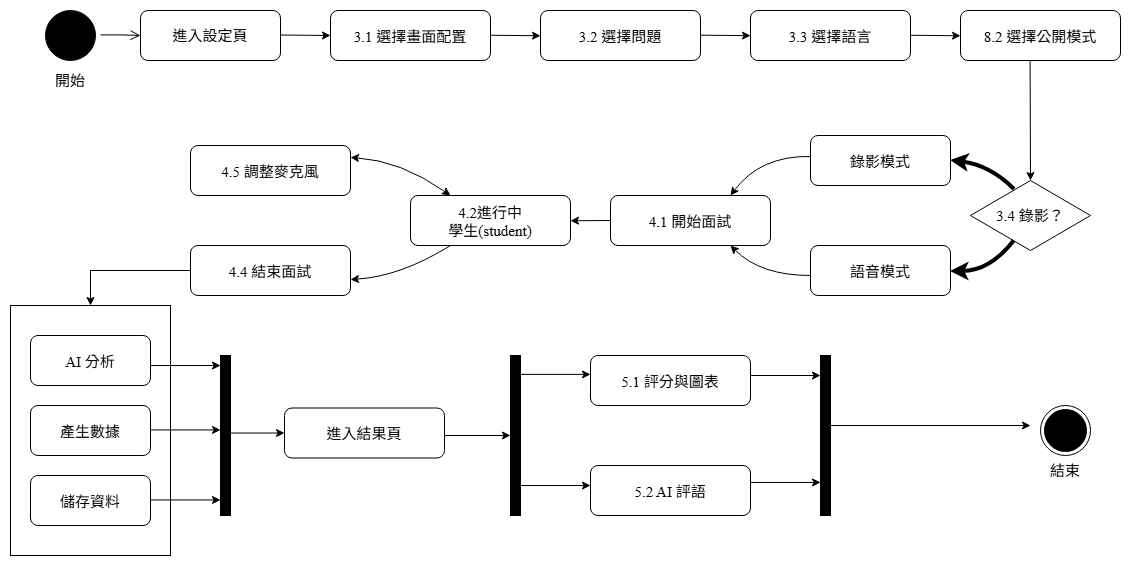 開始
進入設定頁
3.1 選擇畫面配置
3.2 選擇問題
3.3 選擇語言
8.2 選擇公開模式
3.4 錄影？
錄影模式
語音模式
4.1 開始面試
4.2進行中
學生(student)
4.5 調整麥克風
4.4 結束面試
AI 分析
產生數據
儲存資料
進入結果頁
5.1 評分與圖表
5.2 AI 評語
結束